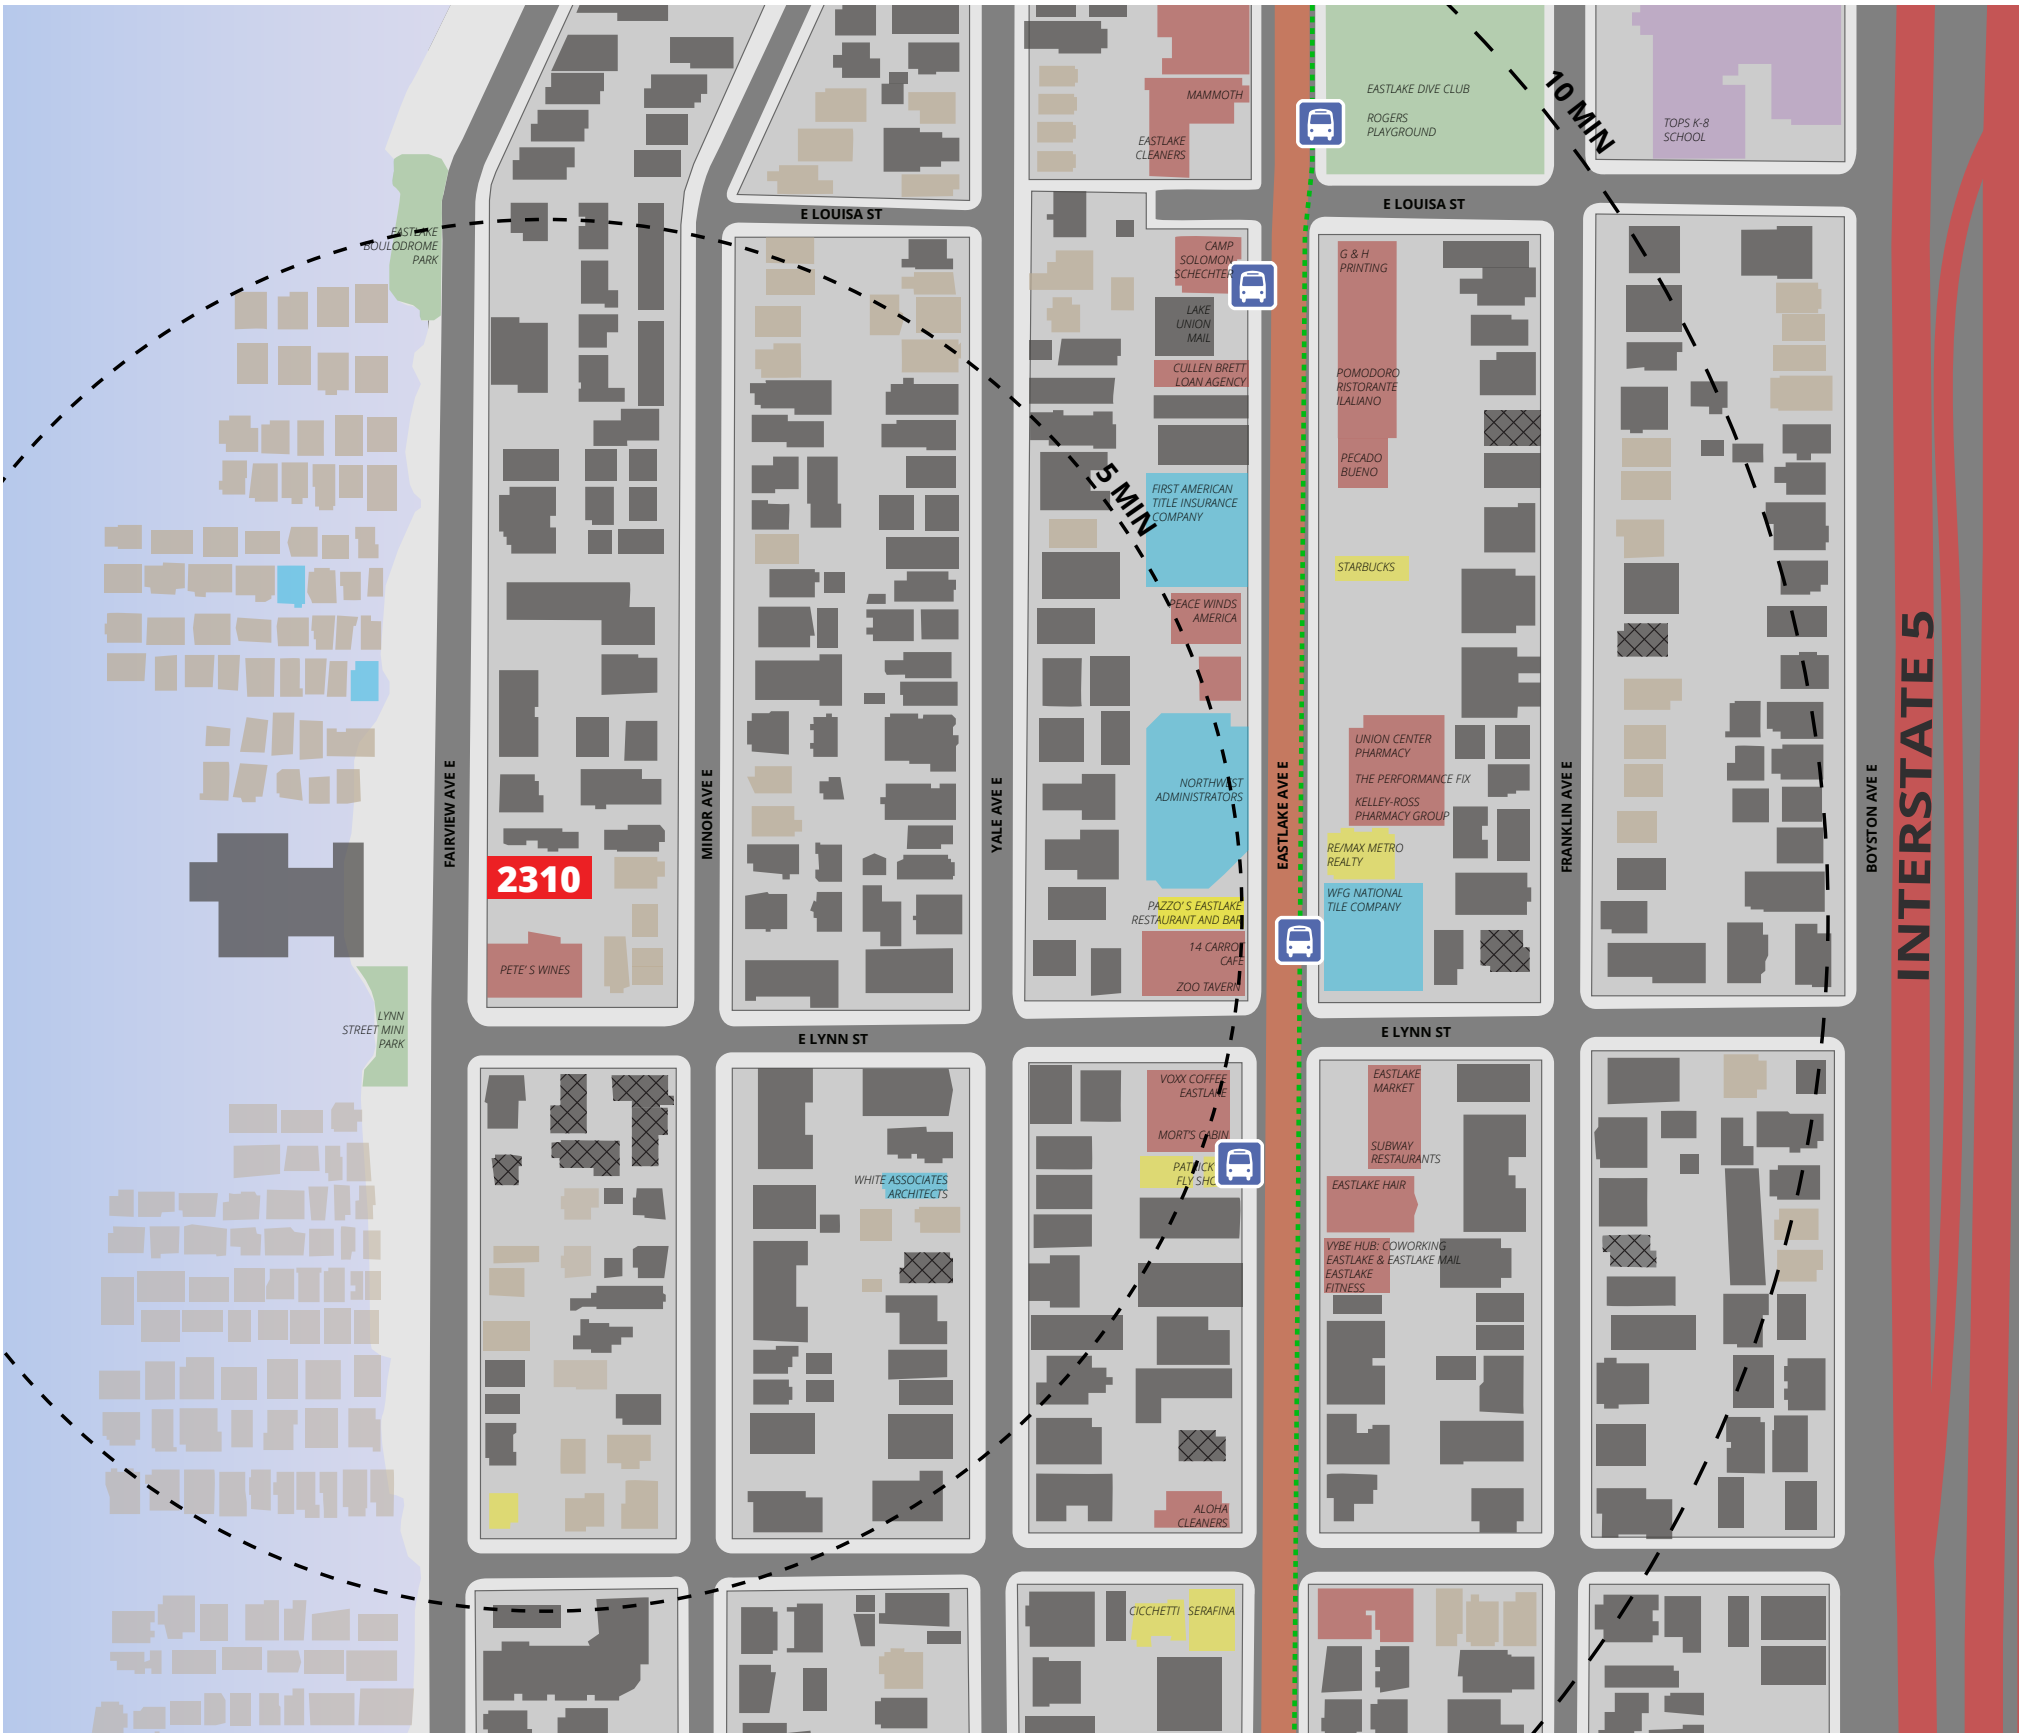 10 MIN
EASTLAKE DIVE CLUB
ROGERS
PLAYGROUND
TOPS K-8
SCHOOL
MAMMOTH
EASTLAKE
CLEANERS
E LOUISA ST
E LOUISA ST
EASTLAKE
BOULODROME
PARK
CAMP
SOLOMON-
SCHECHTER
LAKE
UNION
MAIL
CULLEN BRETT
LOAN AGENCY
G & H
PRINTING
POMODORO
RISTORANTE
ILALIANO
PECADO
BUENO
5 MIN
FIRST AMERICAN
TITLE INSURANCE
COMPANY
STARBUCKS
PEACE WINDS
AMERICA
UNION CENTER
PHARMACY
THE PERFORMANCE FIX
KELLEY-ROSS
PHARMACY GROUP
NORTHWEST
ADMINISTRATORS
RE/MAX METRO
REALTY
WFG NATIONAL
TILE COMPANY
FAIRVIEW AVE E
MINOR AVE E
YALE AVE E
EASTLAKE AVE E
FRANKLIN AVE E
BOYSTON AVE E
INTERSTATE 5
2310
PETE' S WINES
PAZZO' S EASTLAKE
RESTAURANT AND BAR
14 CARROT
CAFE
ZOO TAVERN
LYNN
STREET MINI
PARK
E LYNN ST
E LYNN ST
VOXX COFFEE
EASTLAKE
MORT'S CABIN
PATRICK
FLY SHO
WHITE ASSOCIATES
ARCHITECTS
EASTLAKE
MARKET
SUBWAY
RESTAURANTS
EASTLAKE HAIR
VYBE HUB: COWORKING
EASTLAKE & EASTLAKE MAIL
EASTLAKE
FITNESS
ALOHA
CLEANERS
CICCHETTI
SERAFINA